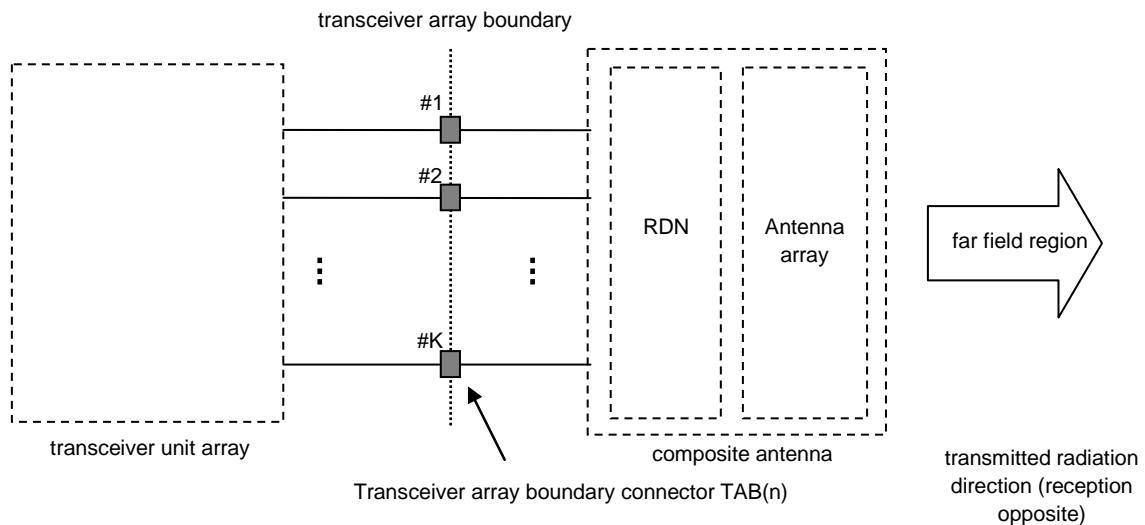 transceiver array boundary
#1
#2
RDN
Antenna
array
far field region
#K
transceiver unit array
composite antenna
Transceiver array boundary connector TAB(n)
transmitted radiation
direction (reception
opposite)